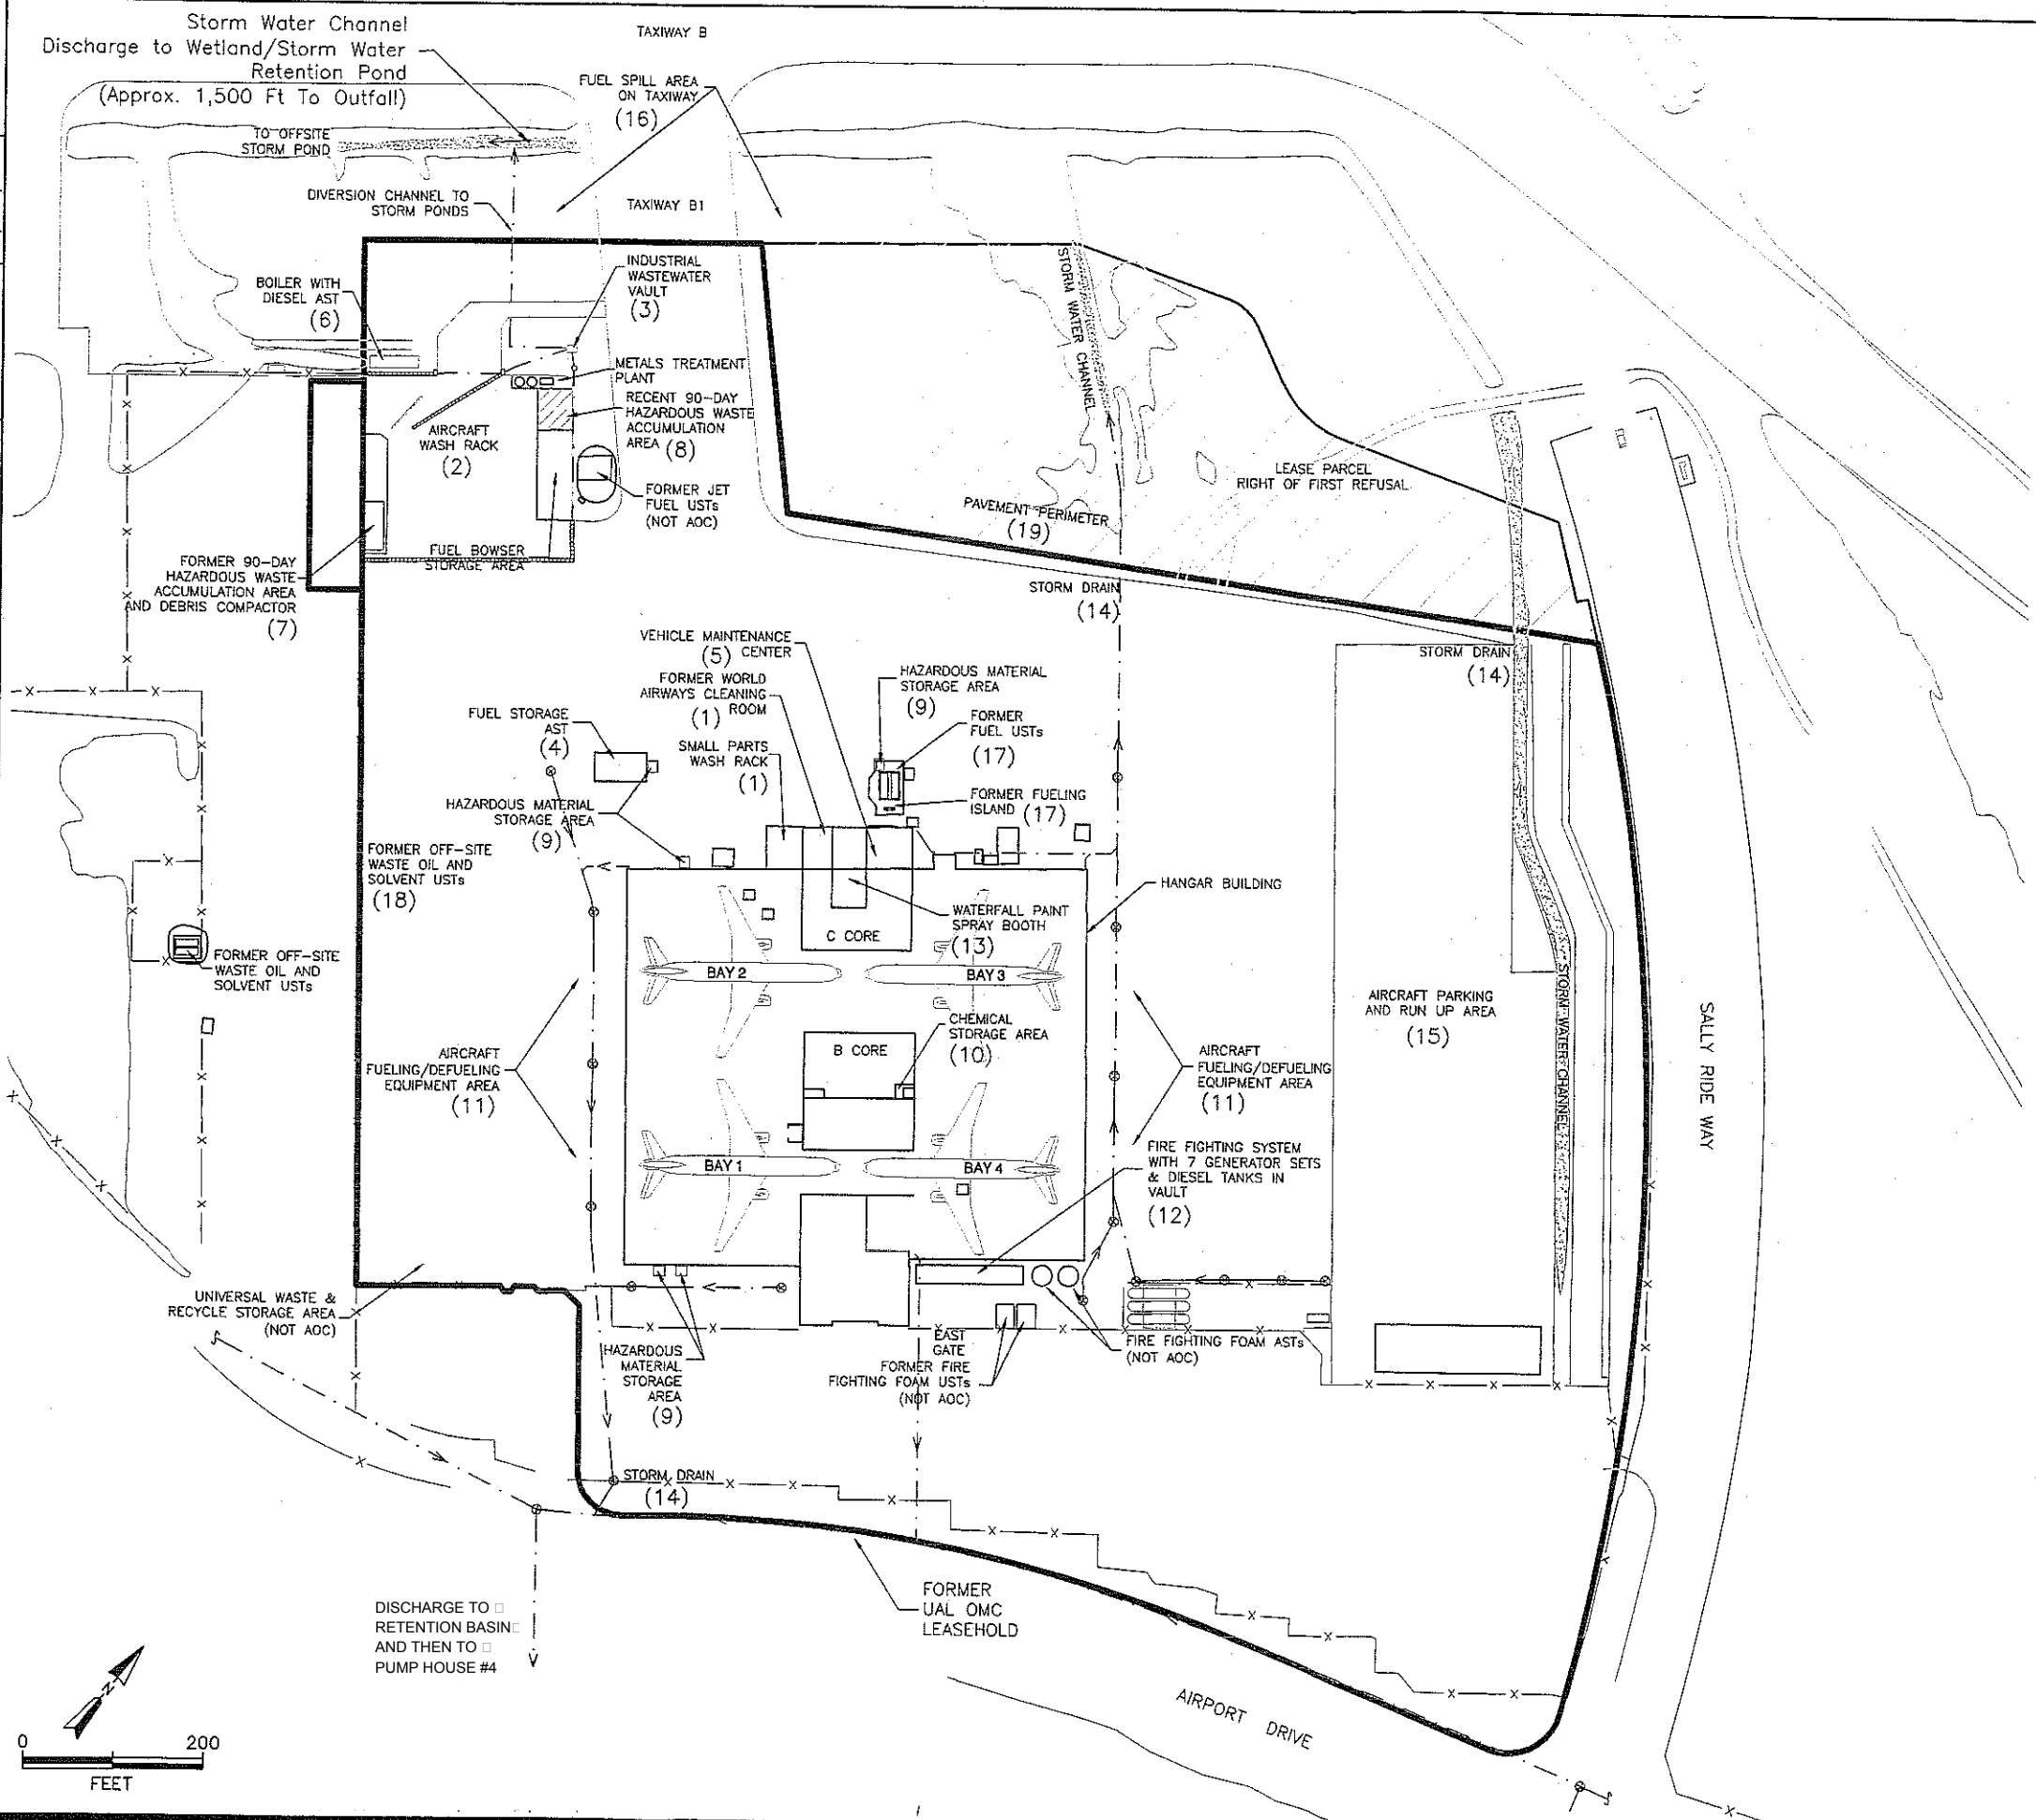 Storm Water Channel
Discharge to Wetland/Storm Water
Retention Pond
(Approx. 1,500 Ft To Outfall)
TAXIWAY B
FUEL SPILL AREA
ON TAXIWAY
(16)
TO OFFSITE
STORM POND
DIVERSION CHANNEL TO
STORM PONDS
TAXIWAY B1
BOILER WITH
DIESEL AST
(6)
INDUSTRIAL
WASTEWATER
VAULT
(3)
METALS TREATMENT
PLANT
RECENT 90-DAY
HAZARDOUS WASTE
ACCUMULATION
AREA (8)
AIRCRAFT
WASH RACK
(2)
FORMER JET
FUEL USTs
(NOT AOC)
FUEL BOWSER
STORAGE AREA
FORMER 90-DAY
HAZARDOUS WASTE
ACCUMULATION AREA
AND DEBRIS COMPACTOR
(7)
STORM WATER CHANNEL
LEASE PARCEL
RIGHT OF FIRST REFUSAL
PAVEMENT PERIMETER
(19)
STORM DRAIN
(14)
STORM DRAIN
(14)
VEHICLE MAINTENANCE
(5) CENTER
FORMER WORLD
AIRWAYS CLEANING
(1) ROOM
SMALL PARTS
WASH RACK
(1)
HAZARDOUS MATERIAL
STORAGE AREA
(9)
FORMER
FUEL USTs
(17)
FORMER FUELING
ISLAND (17)
FUEL STORAGE
AST
(4)
HAZARDOUS MATERIAL
STORAGE AREA
(9)
FORMER OFF-SITE
WASTE OIL AND
SOLVENT USTs
(18)
FORMER OFF-SITE
WASTE OIL AND
SOLVENT USTs
HANGAR BUILDING
WATERFALL PAINT
SPRAY BOOTH
(13)
C CORE
BAY 2
BAY 3
CHEMICAL
STORAGE AREA
(10)
B CORE
BAY 1
BAY 4
AIRCRAFT
FUELING/DEFUELING
EQUIPMENT AREA
(11)
AIRCRAFT
FUELING/DEFUELING
EQUIPMENT AREA
(11)
AIRCRAFT PARKING
AND RUN UP AREA
(15)
STORM WATER CHANNEL
SALLY RIDE WAY
FIRE FIGHTING SYSTEM
WITH 7 GENERATOR SETS
& DIESEL TANKS IN
VAULT
(12)
UNIVERSAL WASTE &
RECYCLE STORAGE AREA
(NOT AOC)
HAZARDOUS
MATERIAL
STORAGE
AREA
(9)
EAST
GATE
FORMER FIRE
FIGHTING FOAM USTs
(NOT AOC)
FIRE FIGHTING FOAM ASTs
(NOT AOC)
STORM DRAIN
(14)
FORMER
UAL OMC
LEASEHOLD
DISCHARGE TO
RETENTION BASIN
AND THEN TO
PUMP HOUSE #4
AIRPORT DRIVE
N
0 200
FEET